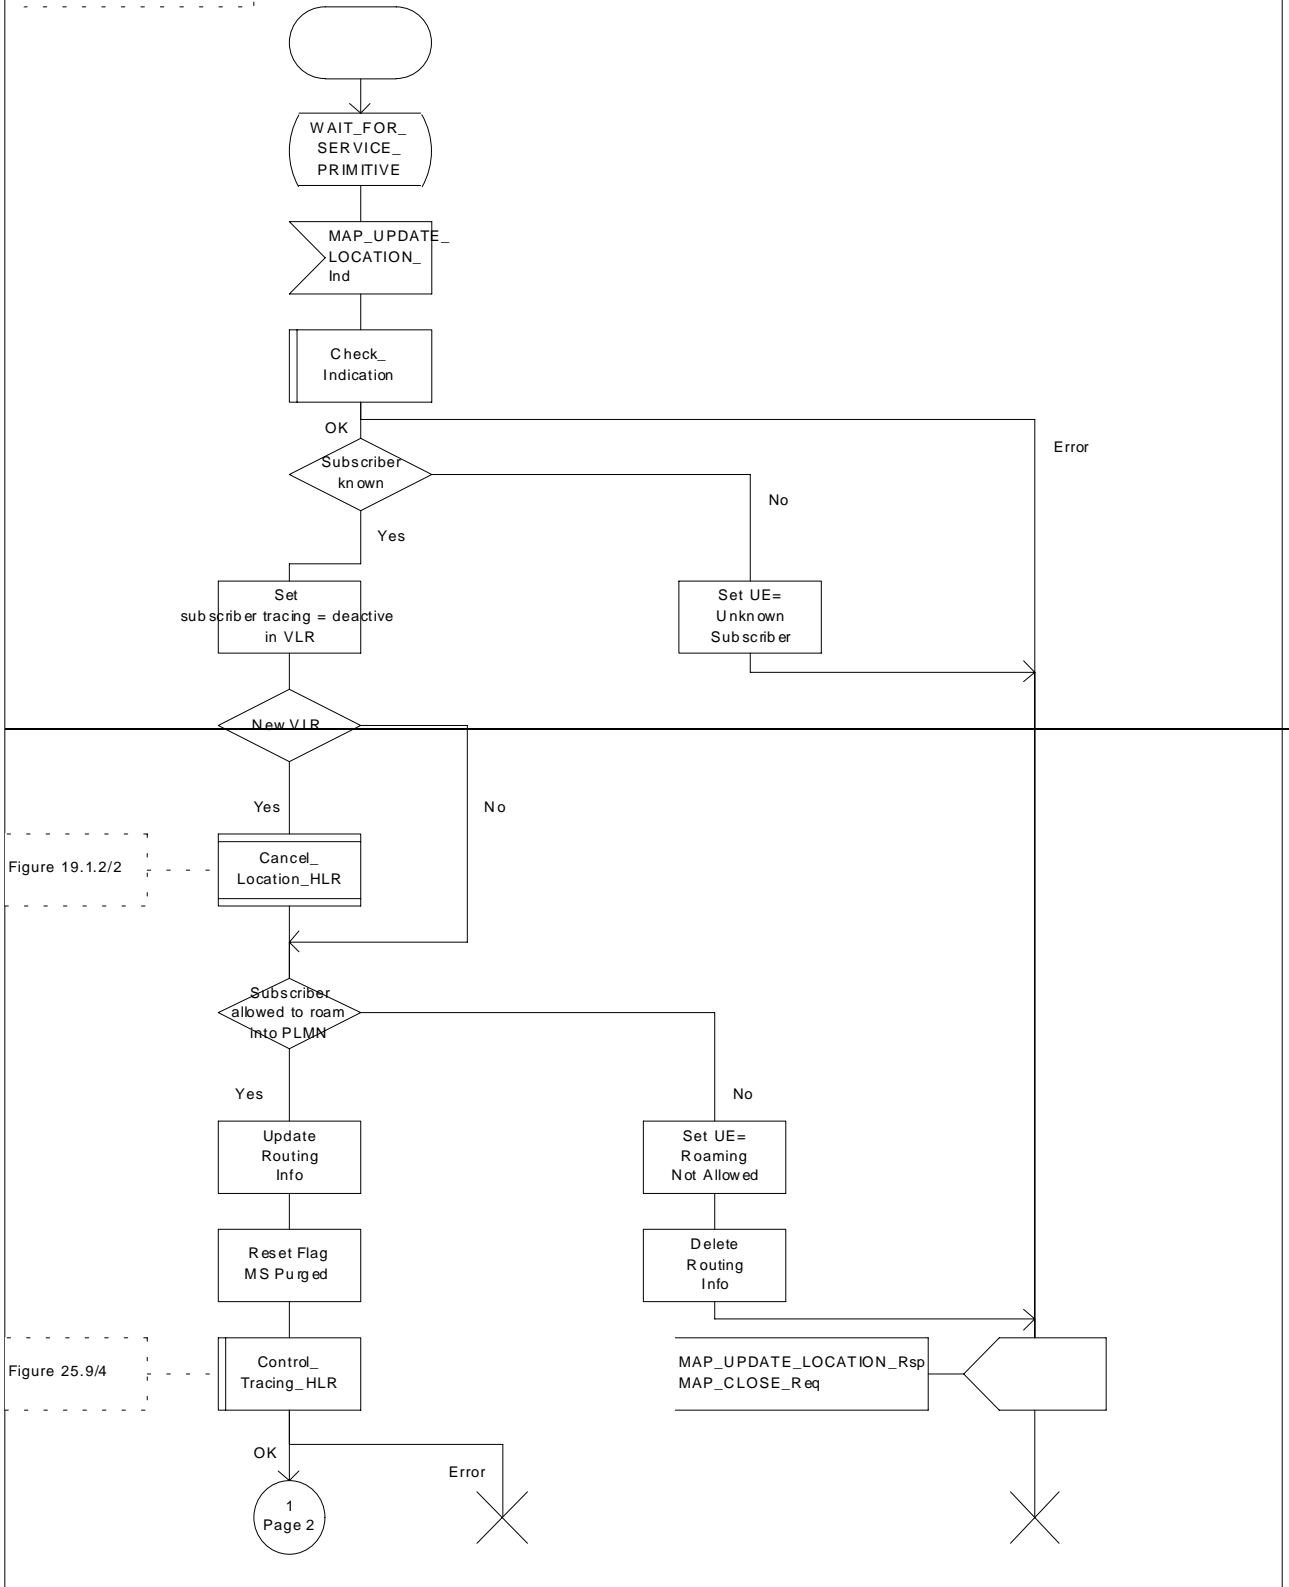 WAIT_FOR_
SERVICE_
PRIMITIVE
MAP_UPDATE_
LOCATION_
Ind
Check_
Indication
OK
Error
Subscriber
known
No
Yes
Set
subscriber tracing = deactive
in VLR
Set UE=
Unknown
Subscriber
New VLR
Yes
No
Figure 19.1.2/2
Cancel_
Location_HLR
Subscriber
allowed to roam
into PLMN
Yes
No
Update
Routing
Info
Set UE=
Roaming
Not Allowed
Reset Flag
MS Purged
Delete
Routing
Info
Figure 25.9/4
Control_
Tracing_HLR
MAP_UPDATE_LOCATION_Rsp
MAP_CLOSE_Req
OK
Error
1
Page 2